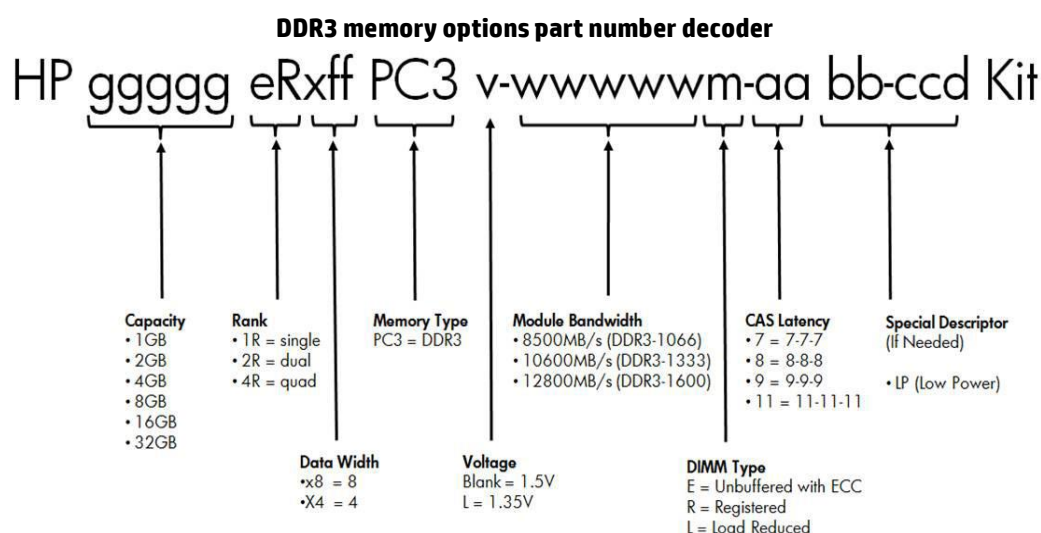 DDR3 memory options part number decoder
HP ggggg eRxff PC3 v-wwwwwm-aa bb-ccd Kit
Capacity
• 1GB
• 2GB
• 4GB
• 8GB
• 16GB
• 32GB
Rank
• 1R = single
• 2R = dual
• 4R = quad
Memory Type
PC3 = DDR3
Module Bandwidth
• 8500MB/s (DDR3-1066)
• 10600MB/s (DDR3-1333)
• 12800MB/s (DDR3-1600)
CAS Latency
• 7 = 7-7-7
• 8 = 8-8-8
• 9 = 9-9-9
• 11 = 11-11-11
Special Descriptor
(If Needed)
• LP (Low Power)
Data Width
•x8 = 8
•X4 = 4
Voltage
Blank = 1.5V
L = 1.35V
DIMM Type
E = Unbuffered with ECC
R = Registered
L = Load Reduced